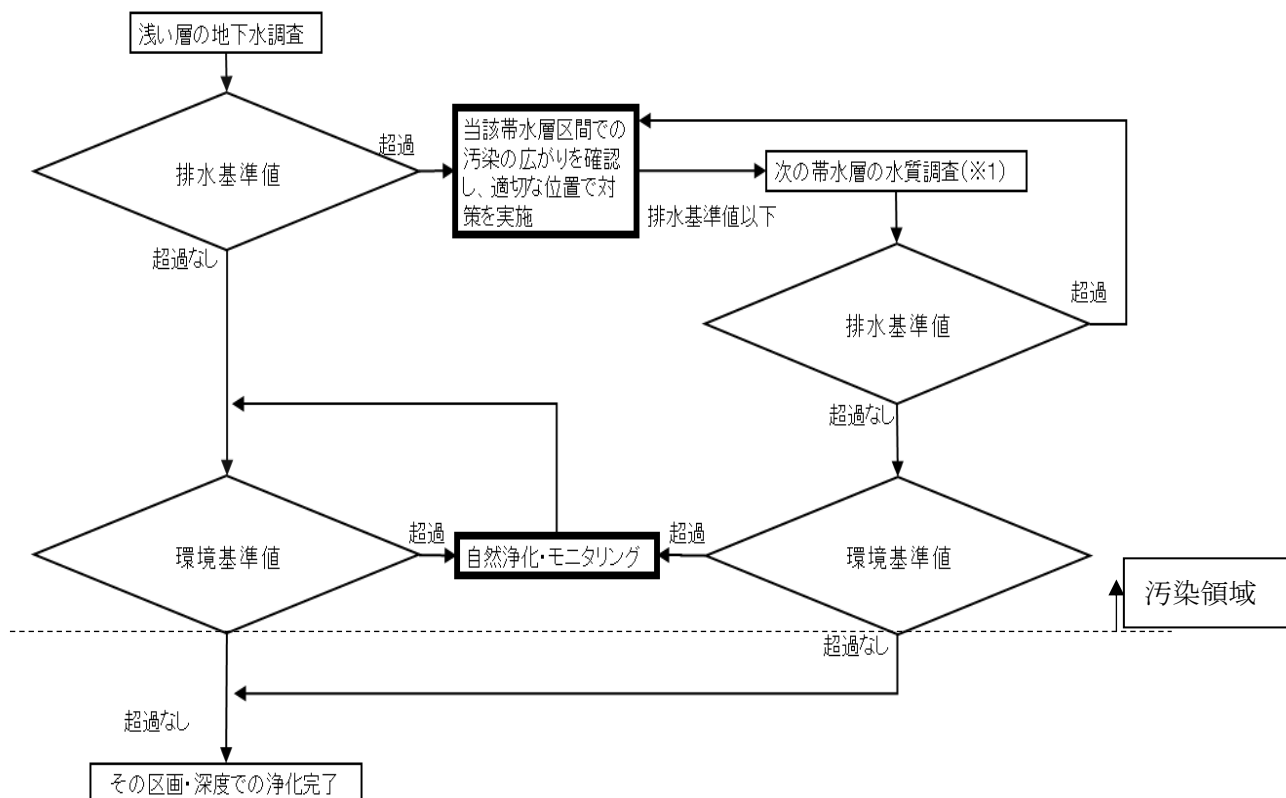 浅い層の地下水調査
排水基準値
超過
超過なし
当該帯水層区間での
汚染の広がりを確認
し、適切な位置で対
策を実施
排水基準値以下
次の帯水層の水質調査(※1)
排水基準値
超過
超過なし
環境基準値
超過
自然浄化・モニタリング
超過
環境基準値
汚染領域
超過なし
超過なし
その区画・深度での浄化完了